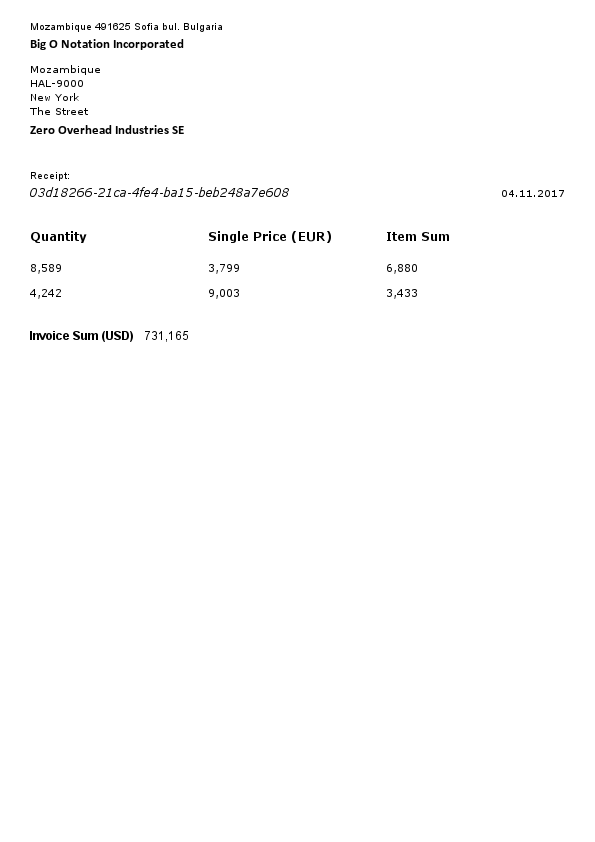 Mozambique 491625 Sofia bul. Bulgaria
Big O Notation Incorporated
Mozambique
HAL-9000
New York
The Street
Zero Overhead Industries SE
Receipt:
03d18266-21ca-4fe4-ba15-beb248a7e608 04.11.2017
Quantity Single Price (EUR) Item Sum
8,589 3,799 6,880
4,242 9,003 3,433
Invoice Sum (USD) 731,165